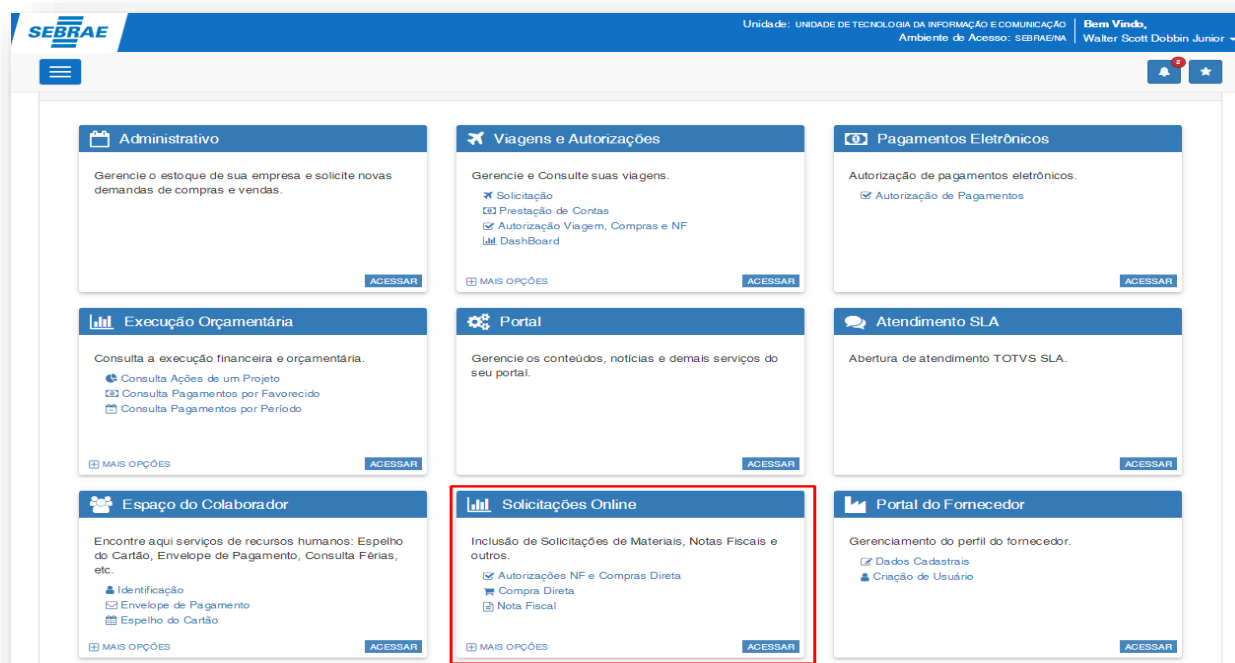 SEBRAE
Unidade: UNIDADE DE TECNOLOGIA DA INFORMAÇÃO E COMUNICAÇÃO
Ambiente de Acesso: SEBRAE/NA
Bem Vindo,
Walter Scott Dobbin Junior
2
Administrativo
Gerencie o estoque de sua empresa e solicite novas
demandas de compras e vendas.
ACESSAR
Viagens e Autorizações
Gerencie e Consulte suas viagens.
Solicitação
Prestação de Contas
Autorização Viagem, Compras e NF
DashBoard
MAIS OPÇÕES
ACESSAR
Pagamentos Eletrônicos
Autorização de pagamentos eletrônicos.
Autorização de Pagamentos
ACESSAR
Execução Orçamentária
Consulta a execução financeira e orçamentária.
Consulta Ações de um Projeto
Consulta Pagamentos por Favorecido
Consulta Pagamentos por Período
MAIS OPÇÕES
ACESSAR
Portal
Gerencie os conteúdos, notícias e demais serviços do
seu portal.
ACESSAR
Atendimento SLA
Abertura de atendimento TOTVS SLA.
ACESSAR
Espaço do Colaborador
Encontre aqui serviços de recursos humanos: Espelho
do Cartão, Envelope de Pagamento, Consulta Férias,
etc.
Identificação
Envelope de Pagamento
Espelho do Cartão
MAIS OPÇÕES
ACESSAR
Solicitações Online
Inclusão de Solicitações de Materiais, Notas Fiscais e
outros.
Autorizações NF e Compras Direta
Compra Direta
Nota Fiscal
MAIS OPÇÕES
ACESSAR
Portal do Fornecedor
Gerenciamento do perfil do fornecedor.
Dados Cadastrais
Criação de Usuário
ACESSAR